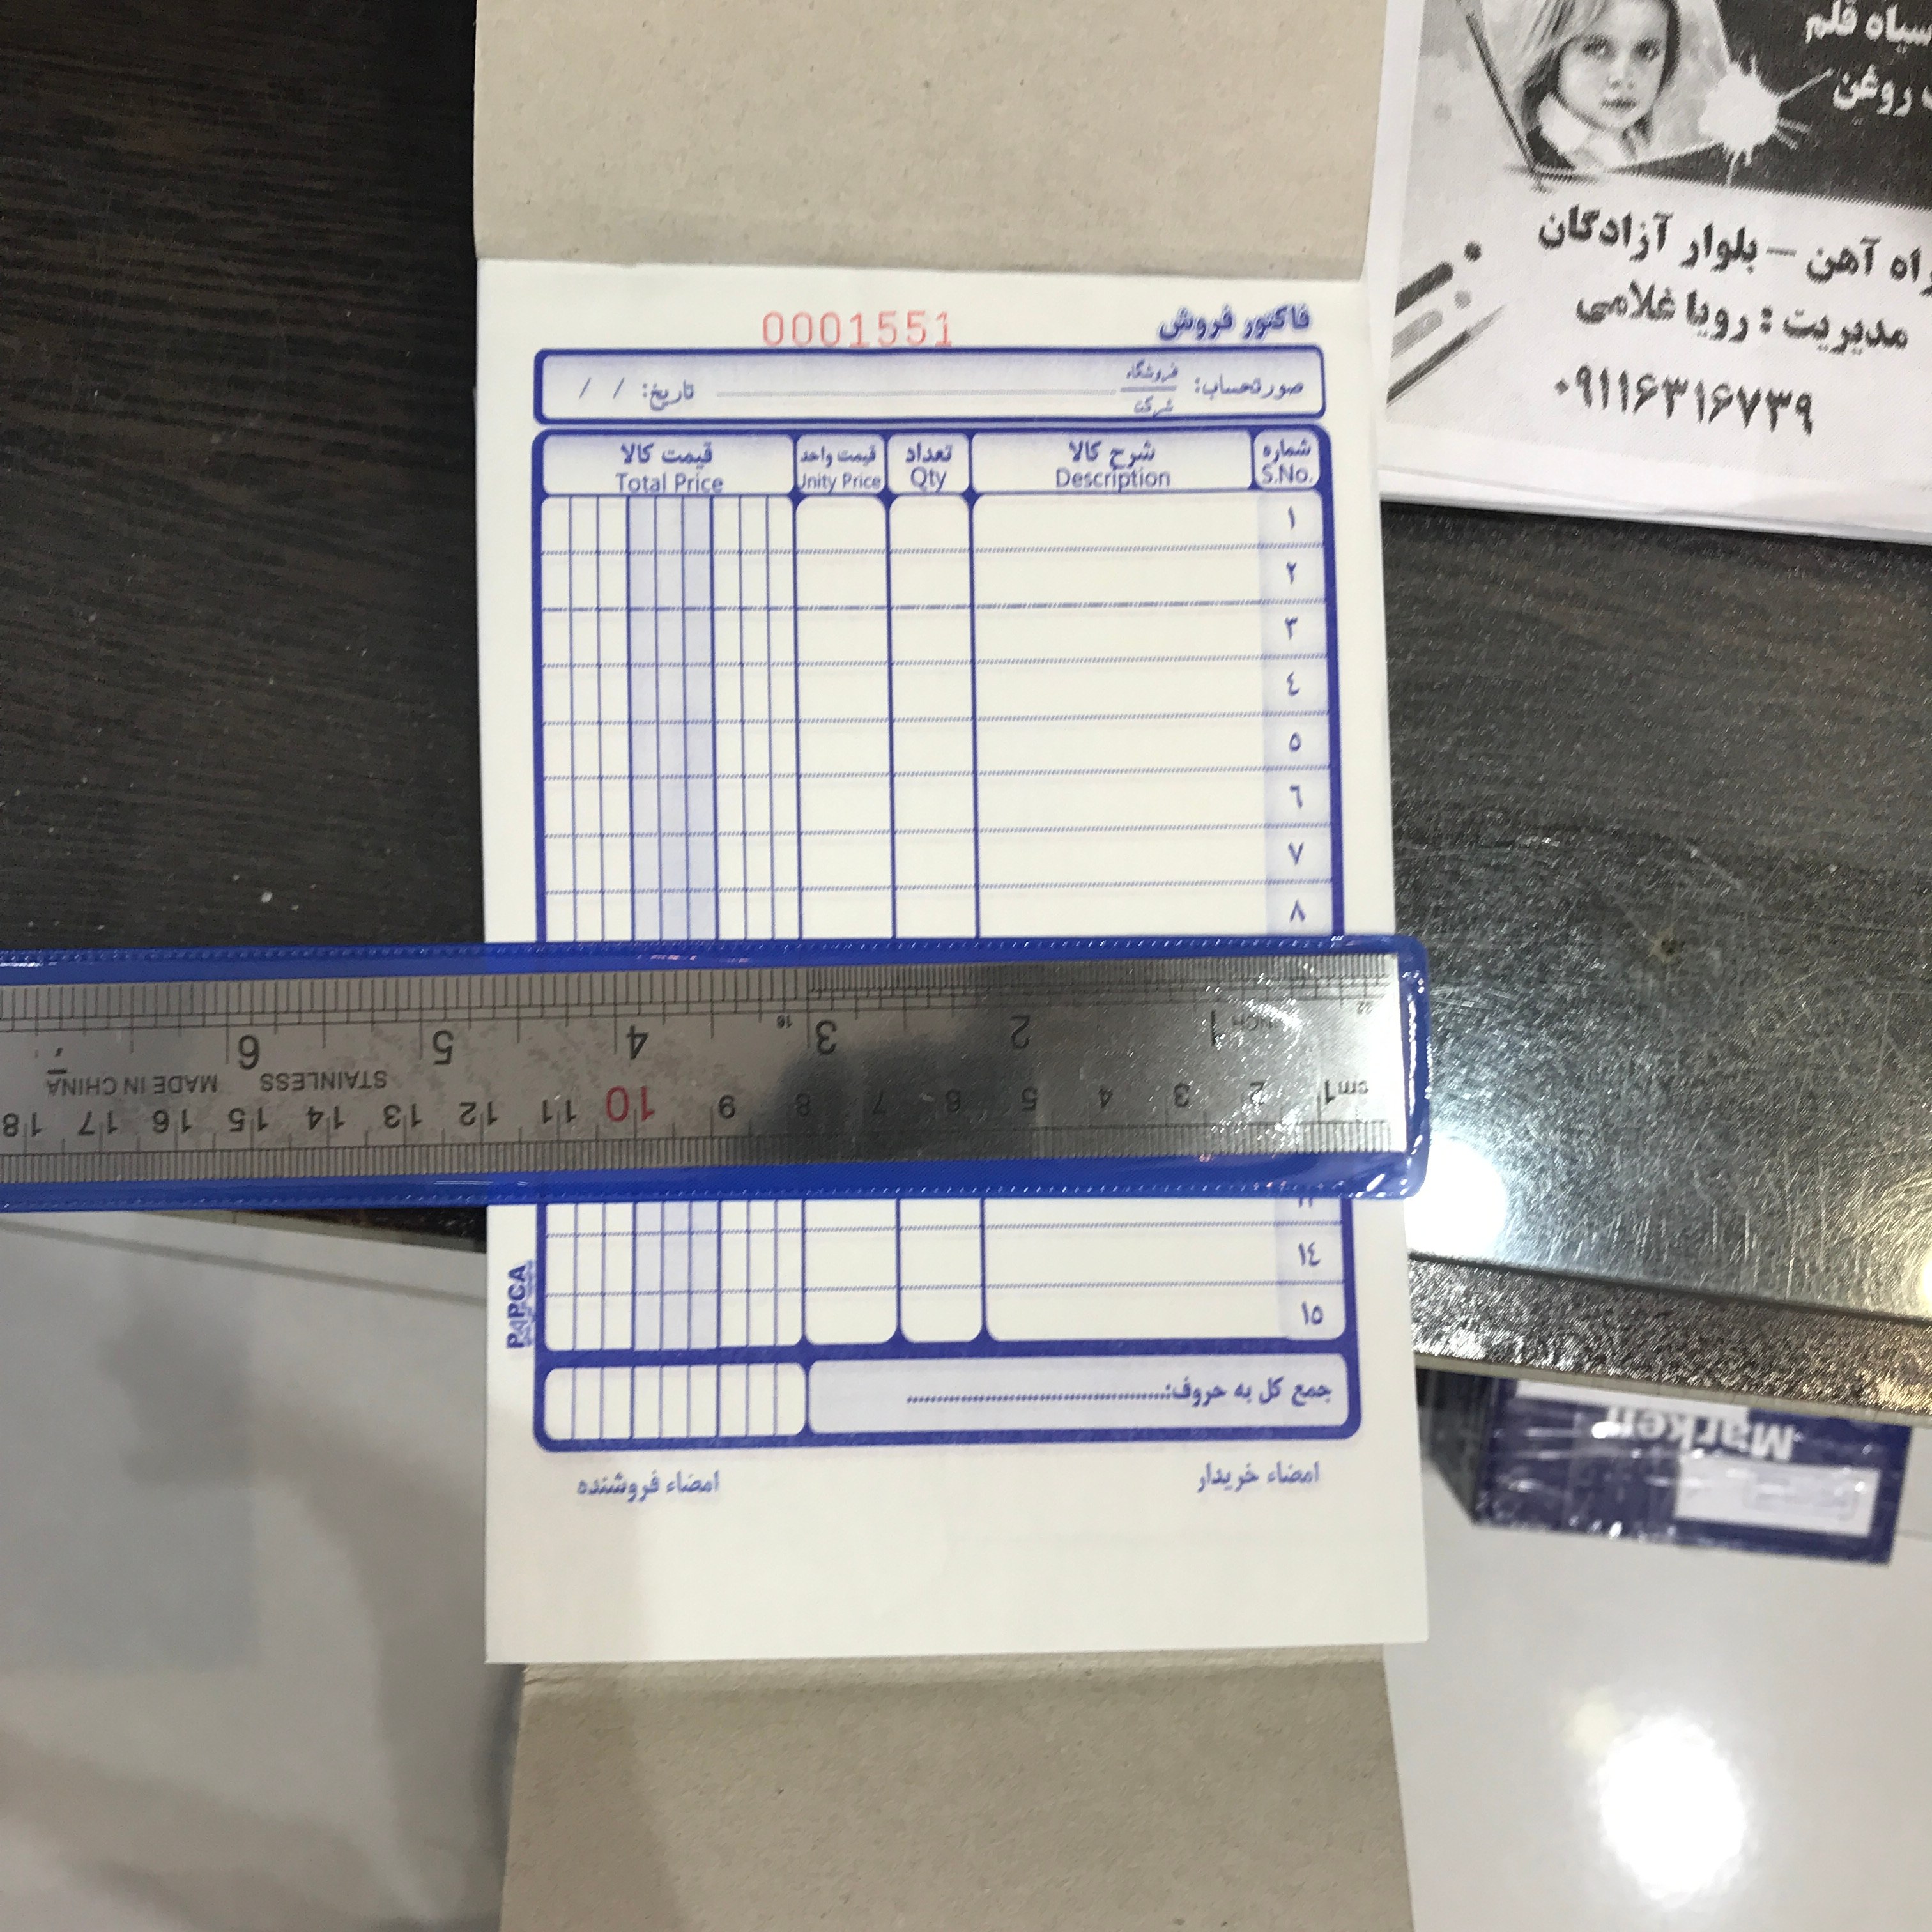 فاکتور فروش
0001551
صورتحساب: فروشگاه
شرکت
تاریخ: / /
شماره شرح کالا تعداد قیمت واحد قیمت کالا
S.No. Description Qty Unity Price Total Price
۱
۲
۳
٤
٥
٦
۷
۸
۱٤
۱٥
جمع کل به حروف:
امضاء خریدار امضاء فروشنده
PAPCA
INCH 1 2 3 4 5 6
32 16
STAINLESS MADE IN CHINA
cm 1 2 3 4 5 6 7 8 9 10 11 12 13 14 15 16 17 18
سیاه قلم
روغن
راه آهن – بلوار آزادگان
مدیریت : رویا غلامی
۰۹۱۱۶۳۱۶۷۳۹